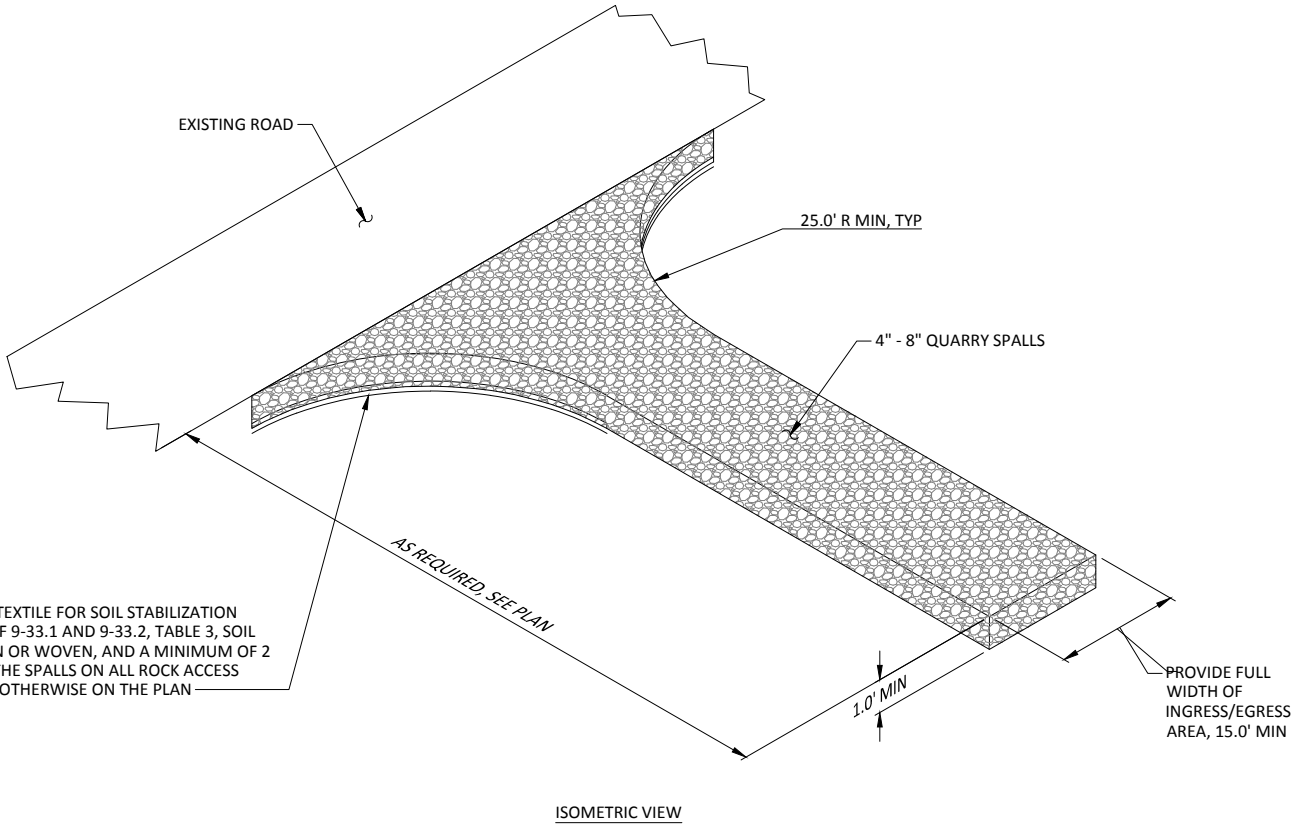 EXISTING ROAD
25.0' R MIN, TYP
4" - 8" QUARRY SPALLS
AS REQUIRED, SEE PLAN
TEXTILE FOR SOIL STABILIZATION
F 9-33.1 AND 9-33.2, TABLE 3, SOIL
N OR WOVEN, AND A MINIMUM OF 2
THE SPALLS ON ALL ROCK ACCESS
OTHERWISE ON THE PLAN
1.0' MIN
PROVIDE FULL
WIDTH OF
INGRESS/EGRESS
AREA, 15.0' MIN
ISOMETRIC VIEW